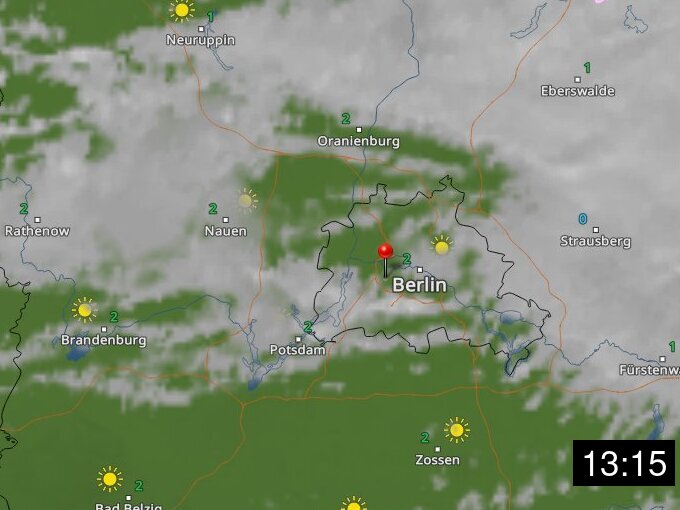 1
Neuruppin
1
Eberswalde
2
Oranienburg
2
Rathenow
2
Nauen
0
Strausberg
2
Berlin
2
Brandenburg
2
Potsdam
1
Fürstenwa
2
Zossen
13:15
2
Bad Belzig